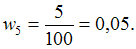 w₅ = 5/100 = 0,05.